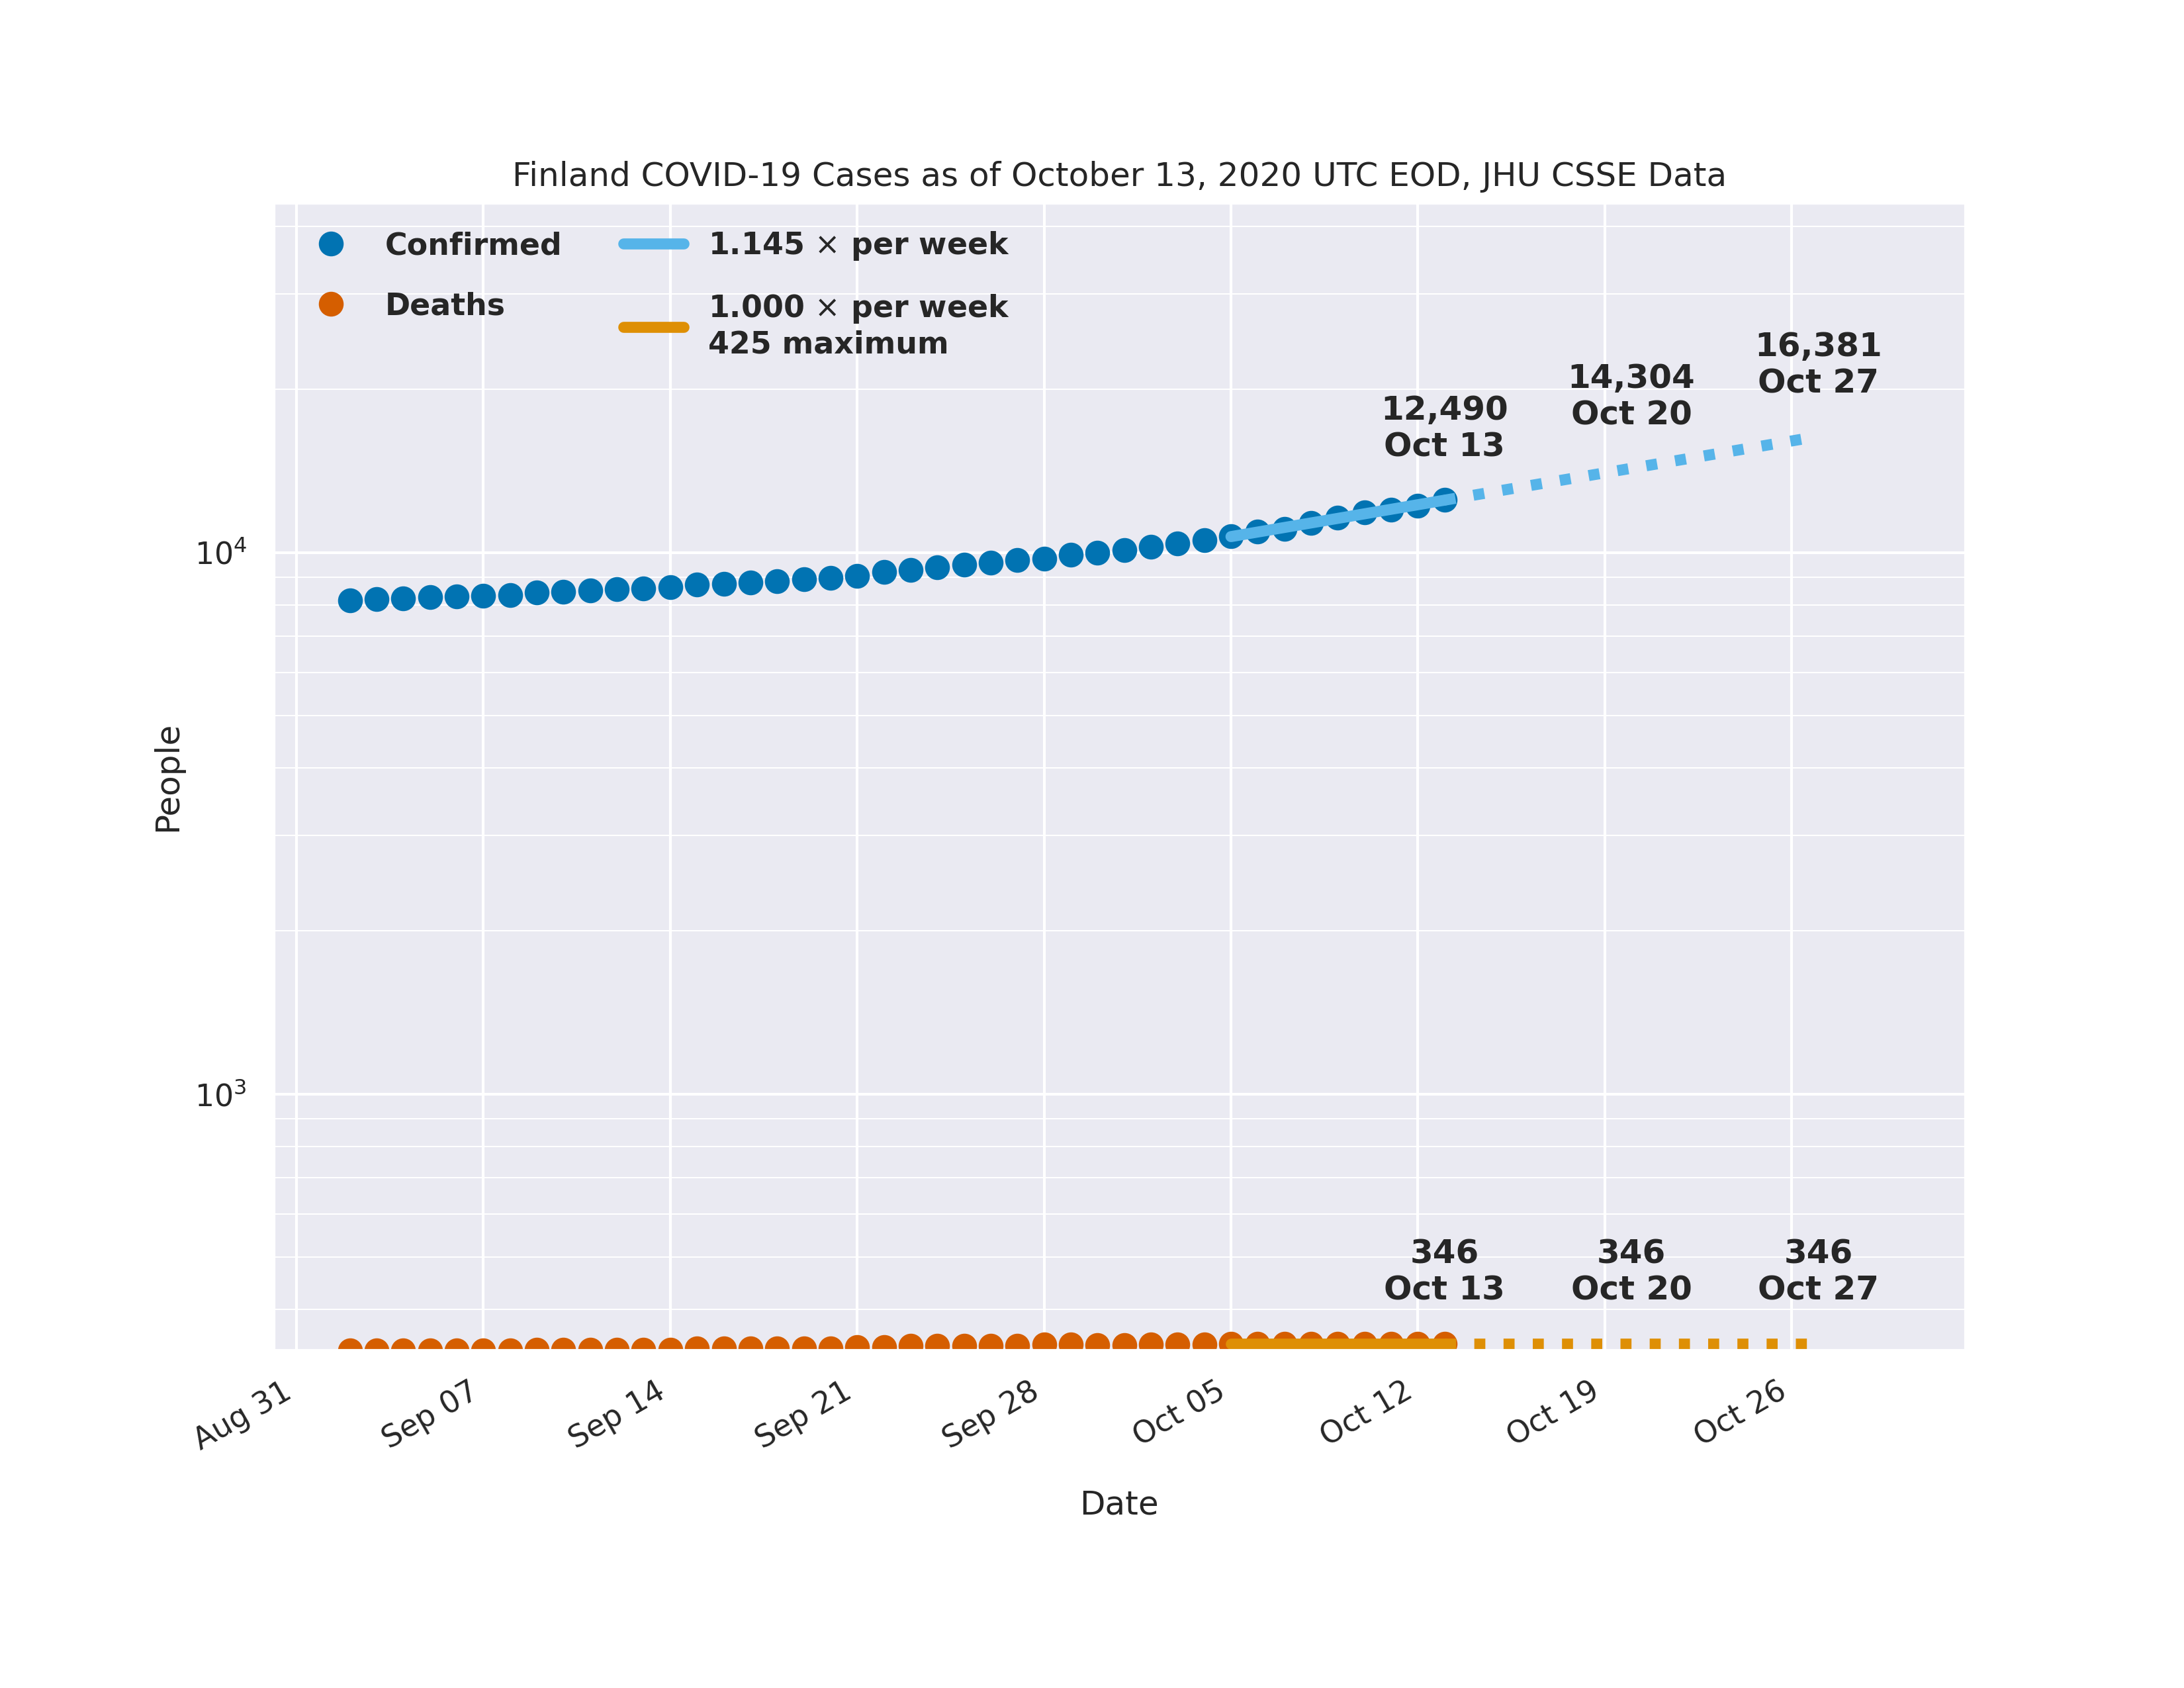 Finland COVID-19 Cases as of October 13, 2020 UTC EOD, JHU CSSE Data
Confirmed
Deaths
1.145 × per week
1.000 × per week
425 maximum
12,490
Oct 13
14,304
Oct 20
16,381
Oct 27
346
Oct 13
346
Oct 20
346
Oct 27
10⁴
10³
People
Aug 31
Sep 07
Sep 14
Sep 21
Sep 28
Oct 05
Oct 12
Oct 19
Oct 26
Date